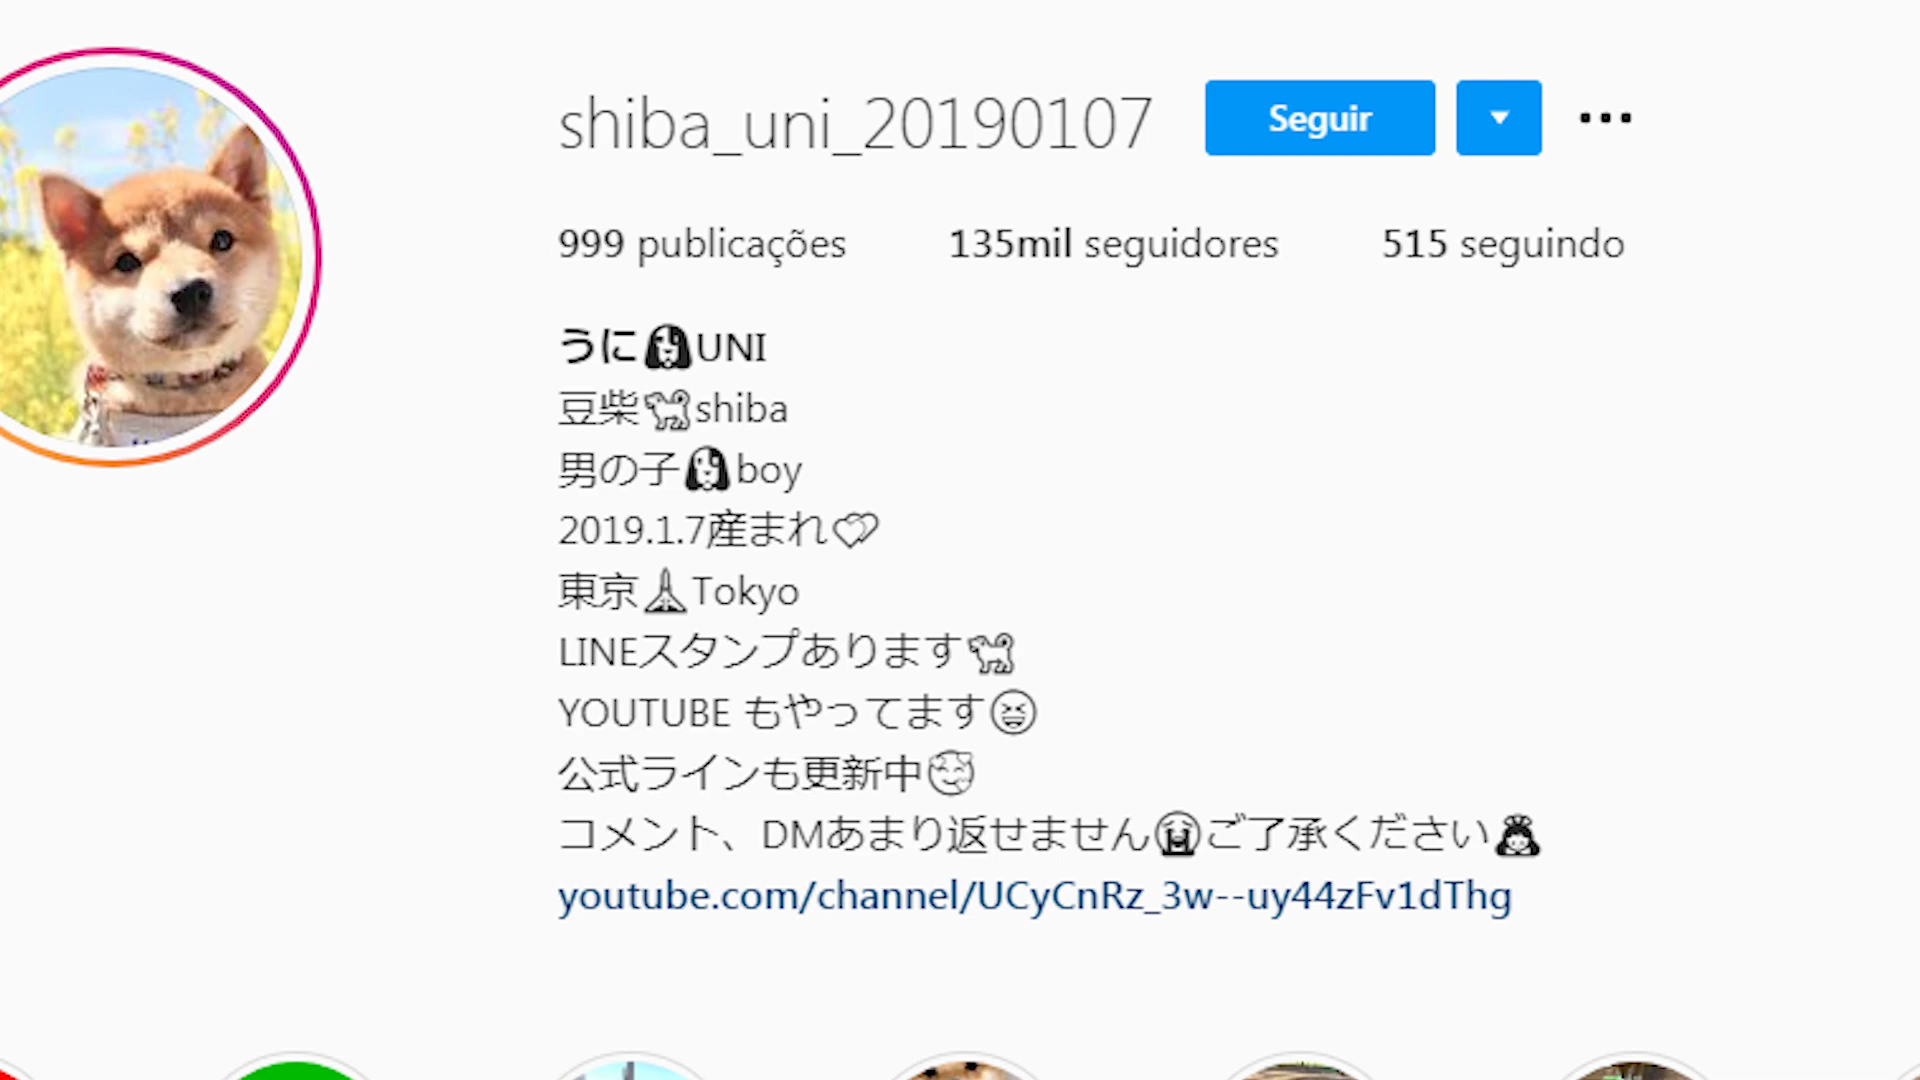 shiba_uni_20190107 Seguir ▼ •••
999 publicações 135mil seguidores 515 seguindo
うに🐶UNI
豆柴🐕shiba
男の子🐶boy
2019.1.7産まれ💕
東京🗼Tokyo
LINEスタンプあります🐕
YOUTUBE もやってます😆
公式ラインも更新中🥰
コメント、DMあまり返せません😭ご了承ください🙇
youtube.com/channel/UCyCnRz_3w--uy44zFv1dThg